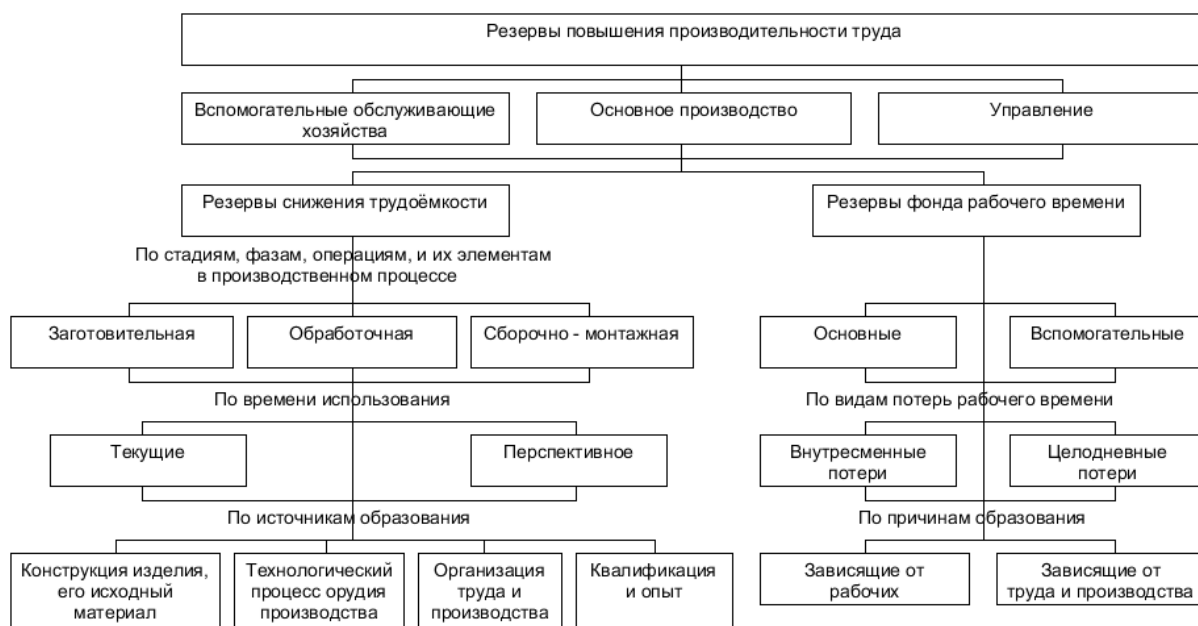 Резервы повышения производительности труда
Вспомогательные обслуживающие
хозяйства
Основное производство
Управление
Резервы снижения трудоёмкости
Резервы фонда рабочего времени
По стадиям, фазам, операциям, и их элементам
в производственном процессе
Заготовительная
Обработочная
Сборочно - монтажная
Основные
Вспомогательные
По времени использования
По видам потерь рабочего времени
Текущие
Перспективное
Внутресменные
потери
Целодневные
потери
По источникам образования
По причинам образования
Конструкция изделия,
его исходный
материал
Технологический
процесс орудия
производства
Организация
труда и
производства
Квалификация
и опыт
Зависящие от
рабочих
Зависящие от
труда и производства